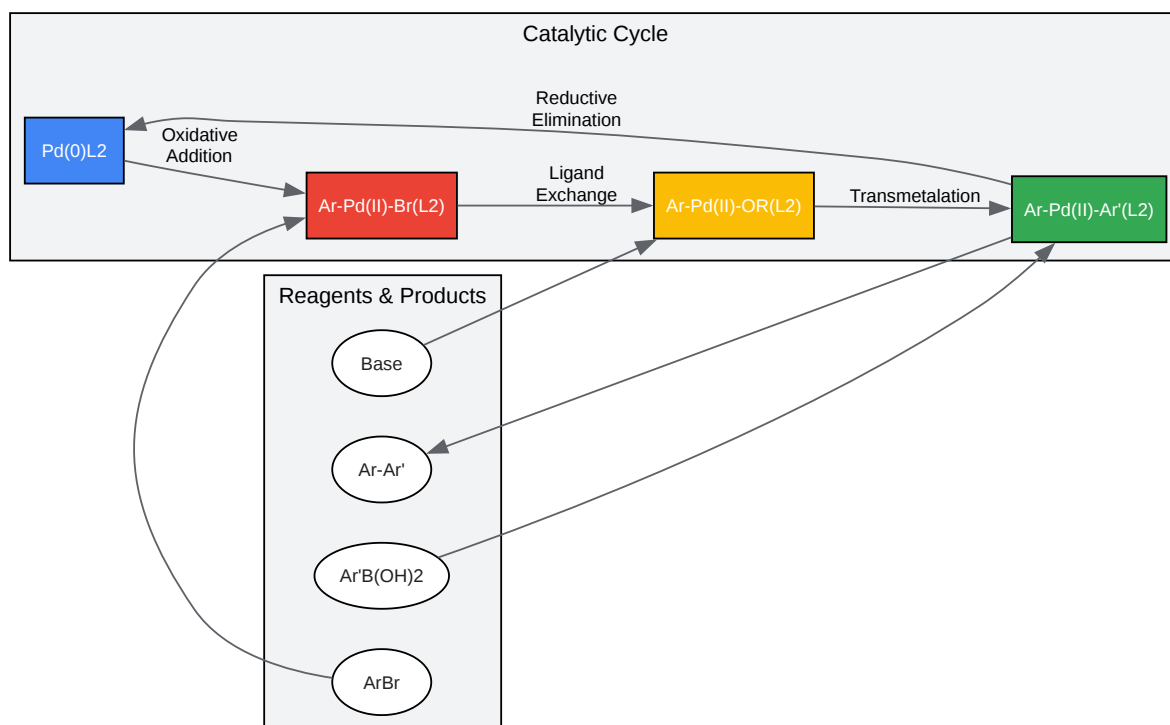 Catalytic Cycle
Reductive
Elimination
Oxidative
Addition
Pd(0)L2
Ligand
Exchange
Transmetalation
Ar-Pd(II)-Br(L2)
Ar-Pd(II)-OR(L2)
Ar-Pd(II)-Ar'(L2)
Reagents & Products
Base
Ar-Ar'
Ar'B(OH)2
ArBr